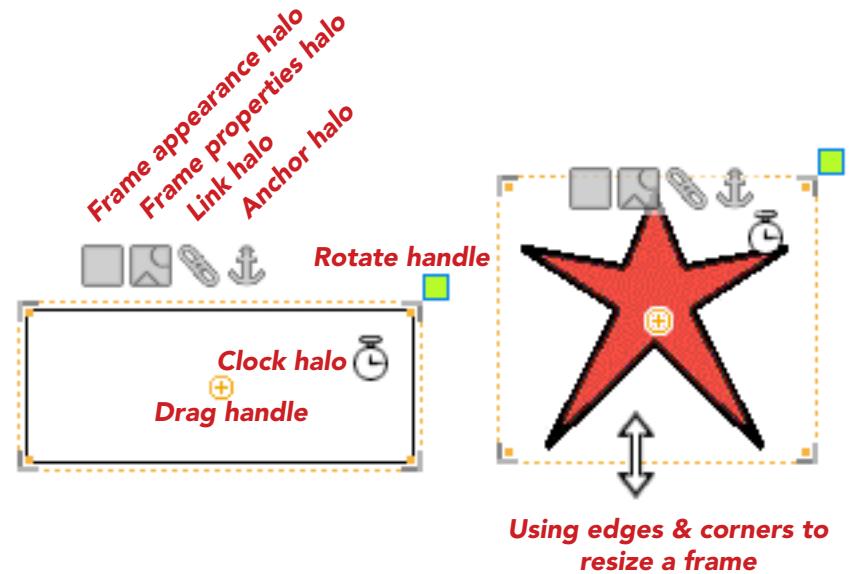 Frame appearance halo
Frame properties halo
Link halo
Anchor halo
Rotate handle
Clock halo
Drag handle
Using edges & corners to
resize a frame